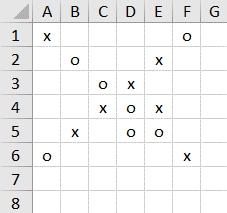 A B C D E F G
1 x o
2 o x
3 o x
4 x o x
5 x o o
6 o x
7
8